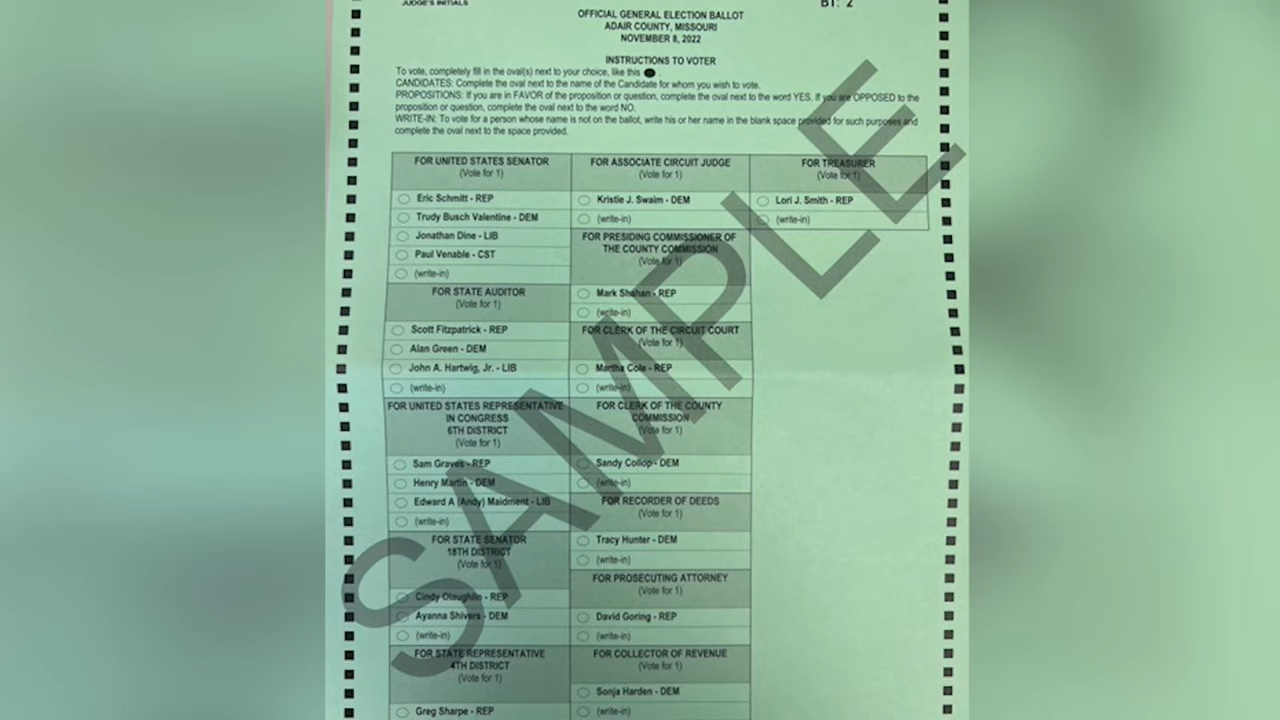 JUDGE'S INITIALS
BT: 2
OFFICIAL GENERAL ELECTION BALLOT
ADAIR COUNTY, MISSOURI
NOVEMBER 8, 2022
INSTRUCTIONS TO VOTER
To vote, completely fill in the oval(s) next to your choice, like this .
CANDIDATES: Complete the oval next to the name of the Candidate for whom you wish to vote.
PROPOSITIONS: If you are in FAVOR of the proposition or question, complete the oval next to the word YES. If you are OPPOSED to the
proposition or question, complete the oval next to the word NO.
WRITE-IN: To vote for a person whose name is not on the ballot, write his or her name in the blank space provided for such purposes and
complete the oval next to the space provided.
FOR UNITED STATES SENATOR
(Vote for 1)
Eric Schmitt - REP
Trudy Busch Valentine - DEM
Jonathan Dine - LIB
Paul Venable - CST
(write-in)
FOR STATE AUDITOR
(Vote for 1)
Scott Fitzpatrick - REP
Alan Green - DEM
John A. Hartwig, Jr. - LIB
(write-in)
FOR UNITED STATES REPRESENTATIVE
IN CONGRESS
6TH DISTRICT
(Vote for 1)
Sam Graves - REP
Henry Martin - DEM
Edward A (Andy) Maidment - LIB
(write-in)
FOR STATE SENATOR
18TH DISTRICT
(Vote for 1)
Cindy Olaughlin - REP
Ayanna Shivers - DEM
(write-in)
FOR STATE REPRESENTATIVE
4TH DISTRICT
(Vote for 1)
Greg Sharpe - REP
FOR ASSOCIATE CIRCUIT JUDGE
(Vote for 1)
Kristie J. Swaim - DEM
(write-in)
FOR PRESIDING COMMISSIONER OF
THE COUNTY COMMISSION
(Vote for 1)
Mark Shahan - REP
(write-in)
FOR CLERK OF THE CIRCUIT COURT
(Vote for 1)
Martha Cole - REP
(write-in)
FOR CLERK OF THE COUNTY
COMMISSION
(Vote for 1)
Sandy Collop - DEM
(write-in)
FOR RECORDER OF DEEDS
(Vote for 1)
Tracy Hunter - DEM
(write-in)
FOR PROSECUTING ATTORNEY
(Vote for 1)
David Goring - REP
(write-in)
FOR COLLECTOR OF REVENUE
(Vote for 1)
Sonja Harden - DEM
(write-in)
FOR TREASURER
(Vote for 1)
Lori J. Smith - REP
(write-in)
SAMPLE